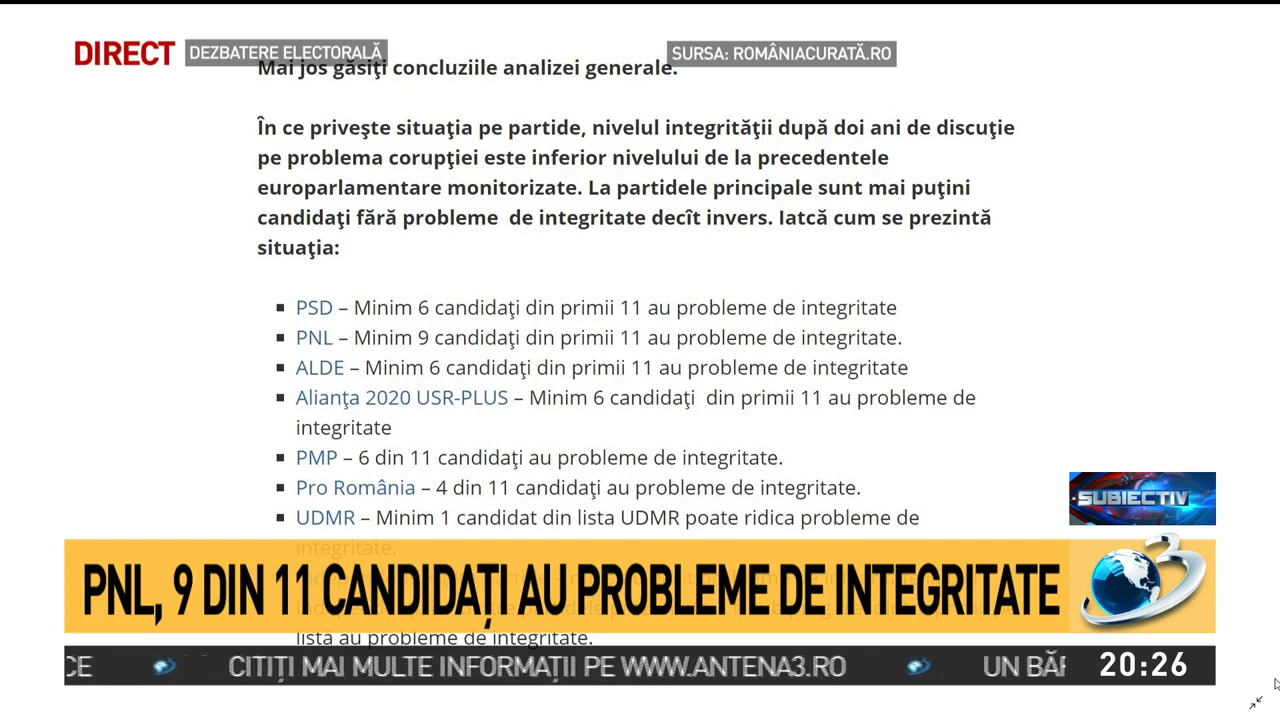 DIRECT DEZBATERE ELECTORALĂ SURSA: ROMÂNIACURATĂ.RO
Mai jos găsiţi concluziile analizei generale.
În ce priveşte situaţia pe partide, nivelul integrităţii după doi ani de discuţie
pe problema corupţiei este inferior nivelului de la precedentele
europarlamentare monitorizate. La partidele principale sunt mai puţini
candidaţi fără probleme de integritate decît invers. Iatcă cum se prezintă
situaţia:
PSD – Minim 6 candidaţi din primii 11 au probleme de integritate
PNL – Minim 9 candidaţi din primii 11 au probleme de integritate.
ALDE – Minim 6 candidaţi din primii 11 au probleme de integritate
Alianţa 2020 USR-PLUS – Minim 6 candidaţi din primii 11 au probleme de
integritate
PMP – 6 din 11 candidaţi au probleme de integritate.
Pro România – 4 din 11 candidaţi au probleme de integritate.
UDMR – Minim 1 candidat din lista UDMR poate ridica probleme de
integritate.
SUBIECTIV
PNL, 9 DIN 11 CANDIDAȚI AU PROBLEME DE INTEGRITATE
3
lista au probleme de integritate.
CE CITIȚI MAI MULTE INFORMAȚII PE WWW.ANTENA3.RO UN 20:26